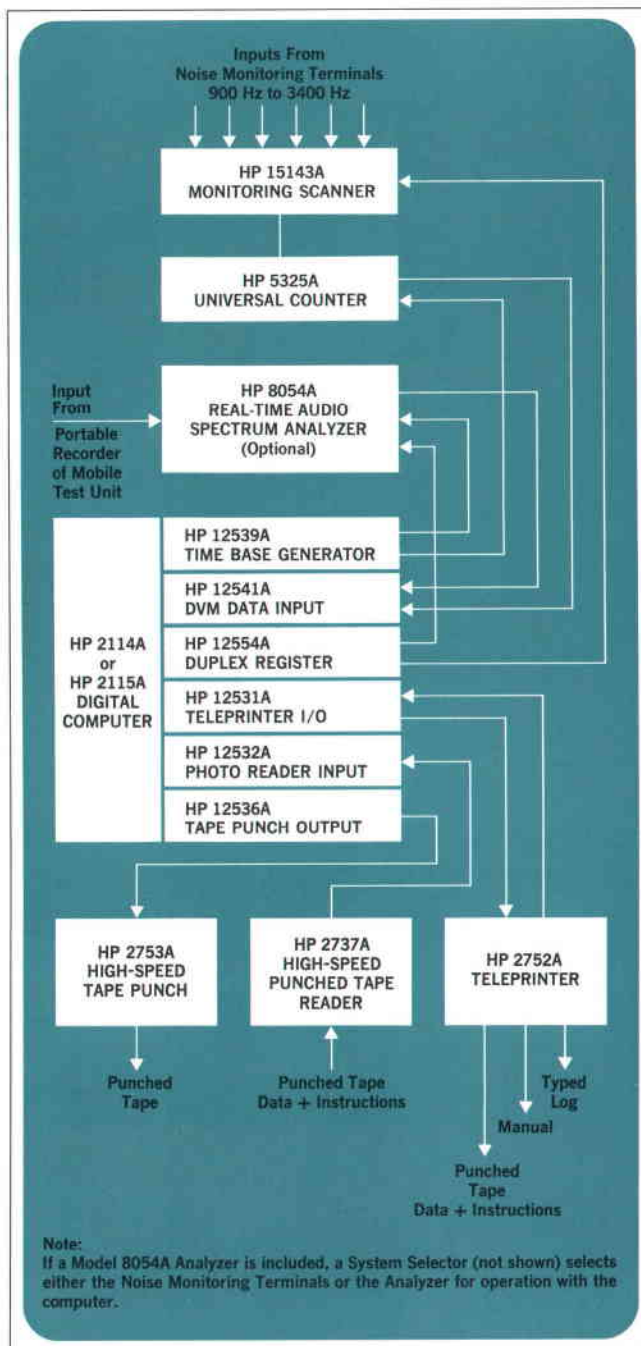 Inputs From
Noise Monitoring Terminals
900 Hz to 3400 Hz
HP 15143A
MONITORING SCANNER
HP 5325A
UNIVERSAL COUNTER
Input
From
Portable
Recorder
of Mobile
Test Unit
HP 8054A
REAL-TIME AUDIO
SPECTRUM ANALYZER
(Optional)
HP 2114A
or
HP 2115A
DIGITAL
COMPUTER
HP 12539A
TIME BASE GENERATOR
HP 12541A
DVM DATA INPUT
HP 12554A
DUPLEX REGISTER
HP 12531A
TELEPRINTER I/O
HP 12532A
PHOTO READER INPUT
HP 12536A
TAPE PUNCH OUTPUT
HP 2753A
HIGH-SPEED
TAPE PUNCH
HP 2737A
HIGH-SPEED
PUNCHED TAPE
READER
HP 2752A
TELEPRINTER
Punched
Tape
Punched Tape
Data + Instructions
Typed
Log
Manual
Punched
Tape
Data + Instructions
Note:
If a Model 8054A Analyzer is included, a System Selector (not shown) selects
either the Noise Monitoring Terminals or the Analyzer for operation with the
computer.